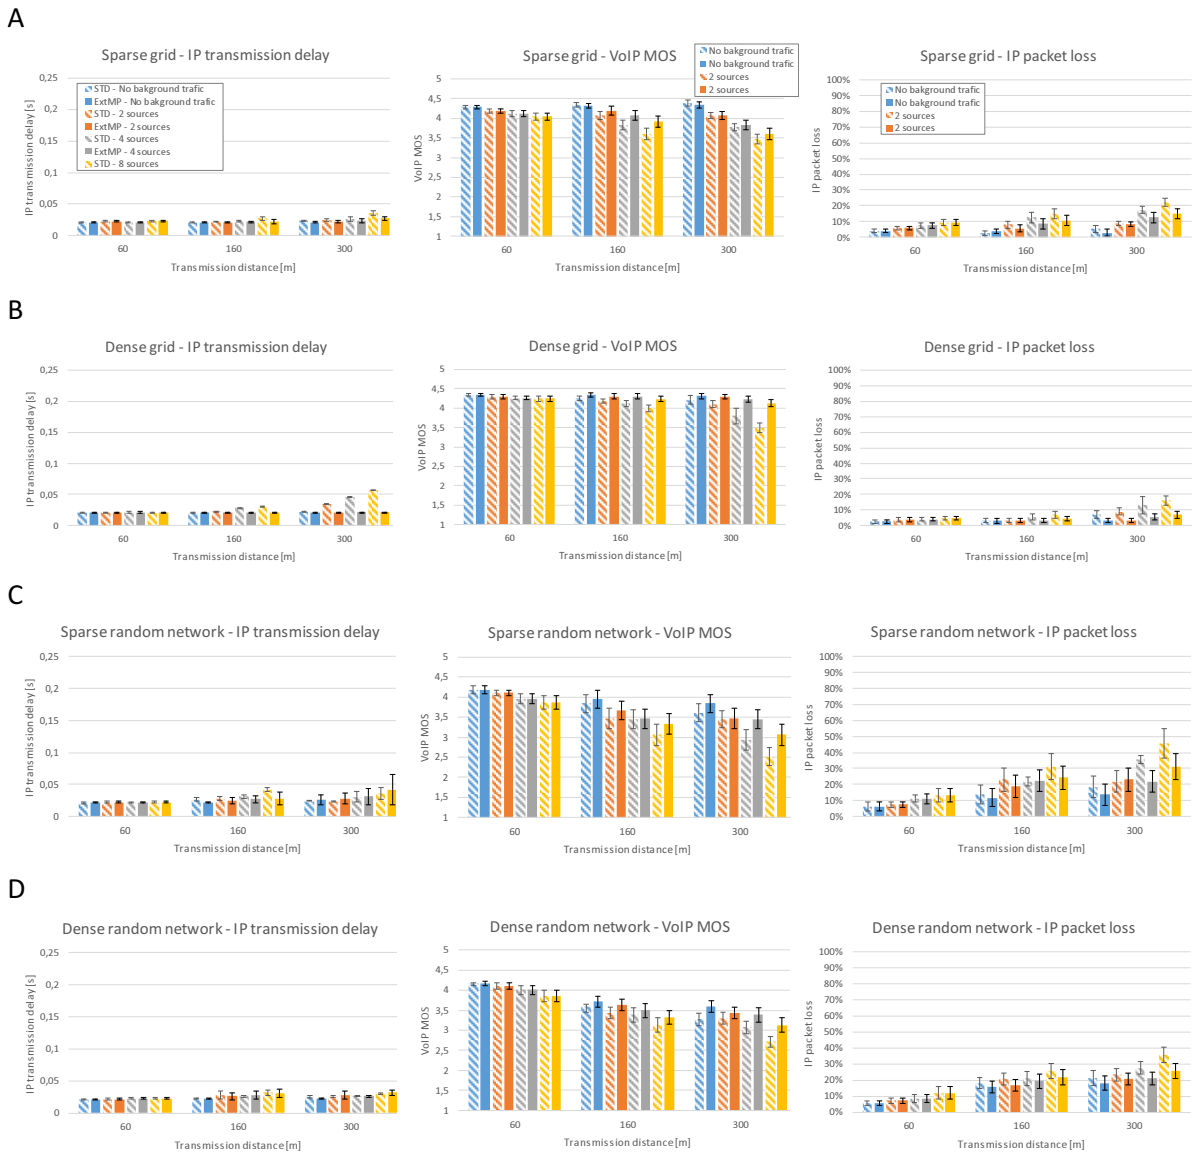 A
Sparse grid - IP transmission delay
IP transmission delay [s]
0,25
0,2
0,15
0,1
0,05
0
STD - No bakground trafic
ExtMP - No bakground trafic
STD - 2 sources
ExtMP - 2 sources
STD - 4 sources
ExtMP - 4 sources
STD - 8 sources
60
160
300
Transmission distance [m]
Sparse grid - VoIP MOS
VoIP MOS
5
4,5
4
3,5
3
2,5
2
1,5
1
No bakground trafic
No bakground trafic
2 sources
2 sources
60
160
300
Transmission distance [m]
Sparse grid - IP packet loss
IP packet loss
100%
90%
80%
70%
60%
50%
40%
30%
20%
10%
0%
No bakground trafic
No bakground trafic
2 sources
2 sources
60
160
300
Transmission distance [m]
B
Dense grid - IP transmission delay
IP transmission delay [s]
0,25
0,2
0,15
0,1
0,05
0
60
160
300
Transmission distance [m]
Dense grid - VoIP MOS
VoIP MOS
5
4,5
4
3,5
3
2,5
2
1,5
1
60
160
300
Transmission distance [m]
Dense grid - IP packet loss
IP packet loss
100%
90%
80%
70%
60%
50%
40%
30%
20%
10%
0%
60
160
300
Transmission distance [m]
C
Sparse random network - IP transmission delay
IP transmission delay [s]
0,25
0,2
0,15
0,1
0,05
0
60
160
300
Transmission distance [m]
Sparse random network - VoIP MOS
VoIP MOS
5
4,5
4
3,5
3
2,5
2
1,5
1
60
160
300
Transmission distance [m]
Sparse random network - IP packet loss
IP packet loss
100%
90%
80%
70%
60%
50%
40%
30%
20%
10%
0%
60
160
300
Transmission distance [m]
D
Dense random network - IP transmission delay
IP transmission delay [s]
0,25
0,2
0,15
0,1
0,05
0
60
160
300
Transmission distance [m]
Dense random network - VoIP MOS
VoIP MOS
5
4,5
4
3,5
3
2,5
2
1,5
1
60
160
300
Transmission distance [m]
Dense random network - IP packet loss
IP packet loss
100%
90%
80%
70%
60%
50%
40%
30%
20%
10%
0%
60
160
300
Transmission distance [m]